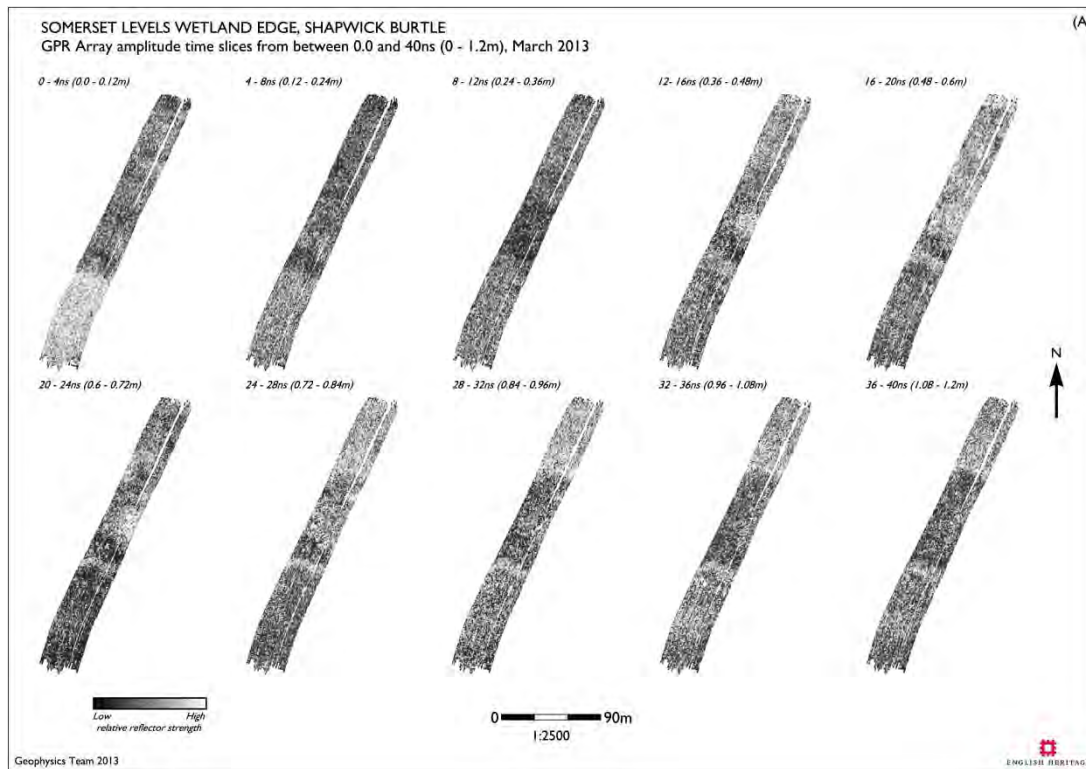 SOMERSET LEVELS WETLAND EDGE, SHAPWICK BURTLE
(A
GPR Array amplitude time slices from between 0.0 and 40ns (0 - 1.2m), March 2013
0 - 4ns (0.0 - 0.12m)
4 - 8ns (0.12 - 0.24m)
8 - 12ns (0.24 - 0.36m)
12- 16ns (0.36 - 0.48m)
16 - 20ns (0.48 - 0.6m)
N
20 - 24ns (0.6 - 0.72m)
24 - 28ns (0.72 - 0.84m)
28 - 32ns (0.84 - 0.96m)
32 - 36ns (0.96 - 1.08m)
36 - 40ns (1.08 - 1.2m)
Low High
relative reflector strength
0 90m
1:2500
Geophysics Team 2013
ENGLISH HERITAG